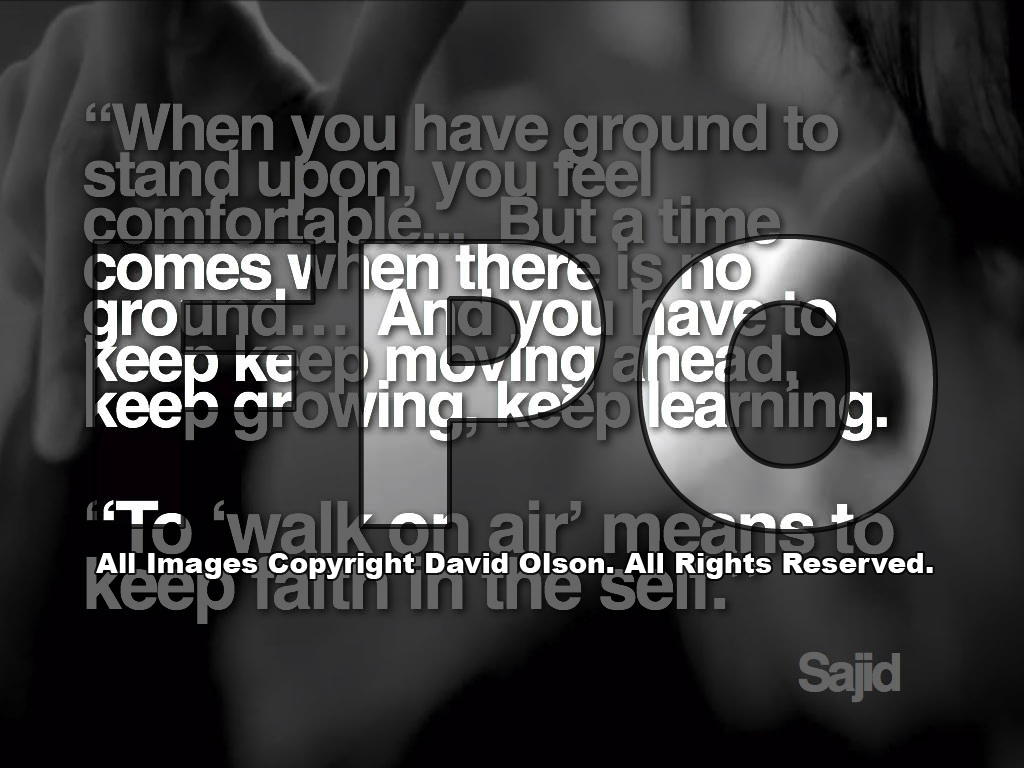 “When you have ground to
stand upon, you feel
comfortable... But a time
comes when there is no
ground… And you have to
keep keep moving ahead,
keep growing, keep learning.
FPO
“To ‘walk on air’ means to
All Images Copyright David Olson. All Rights Reserved.
keep faith in the self.”
Sajid